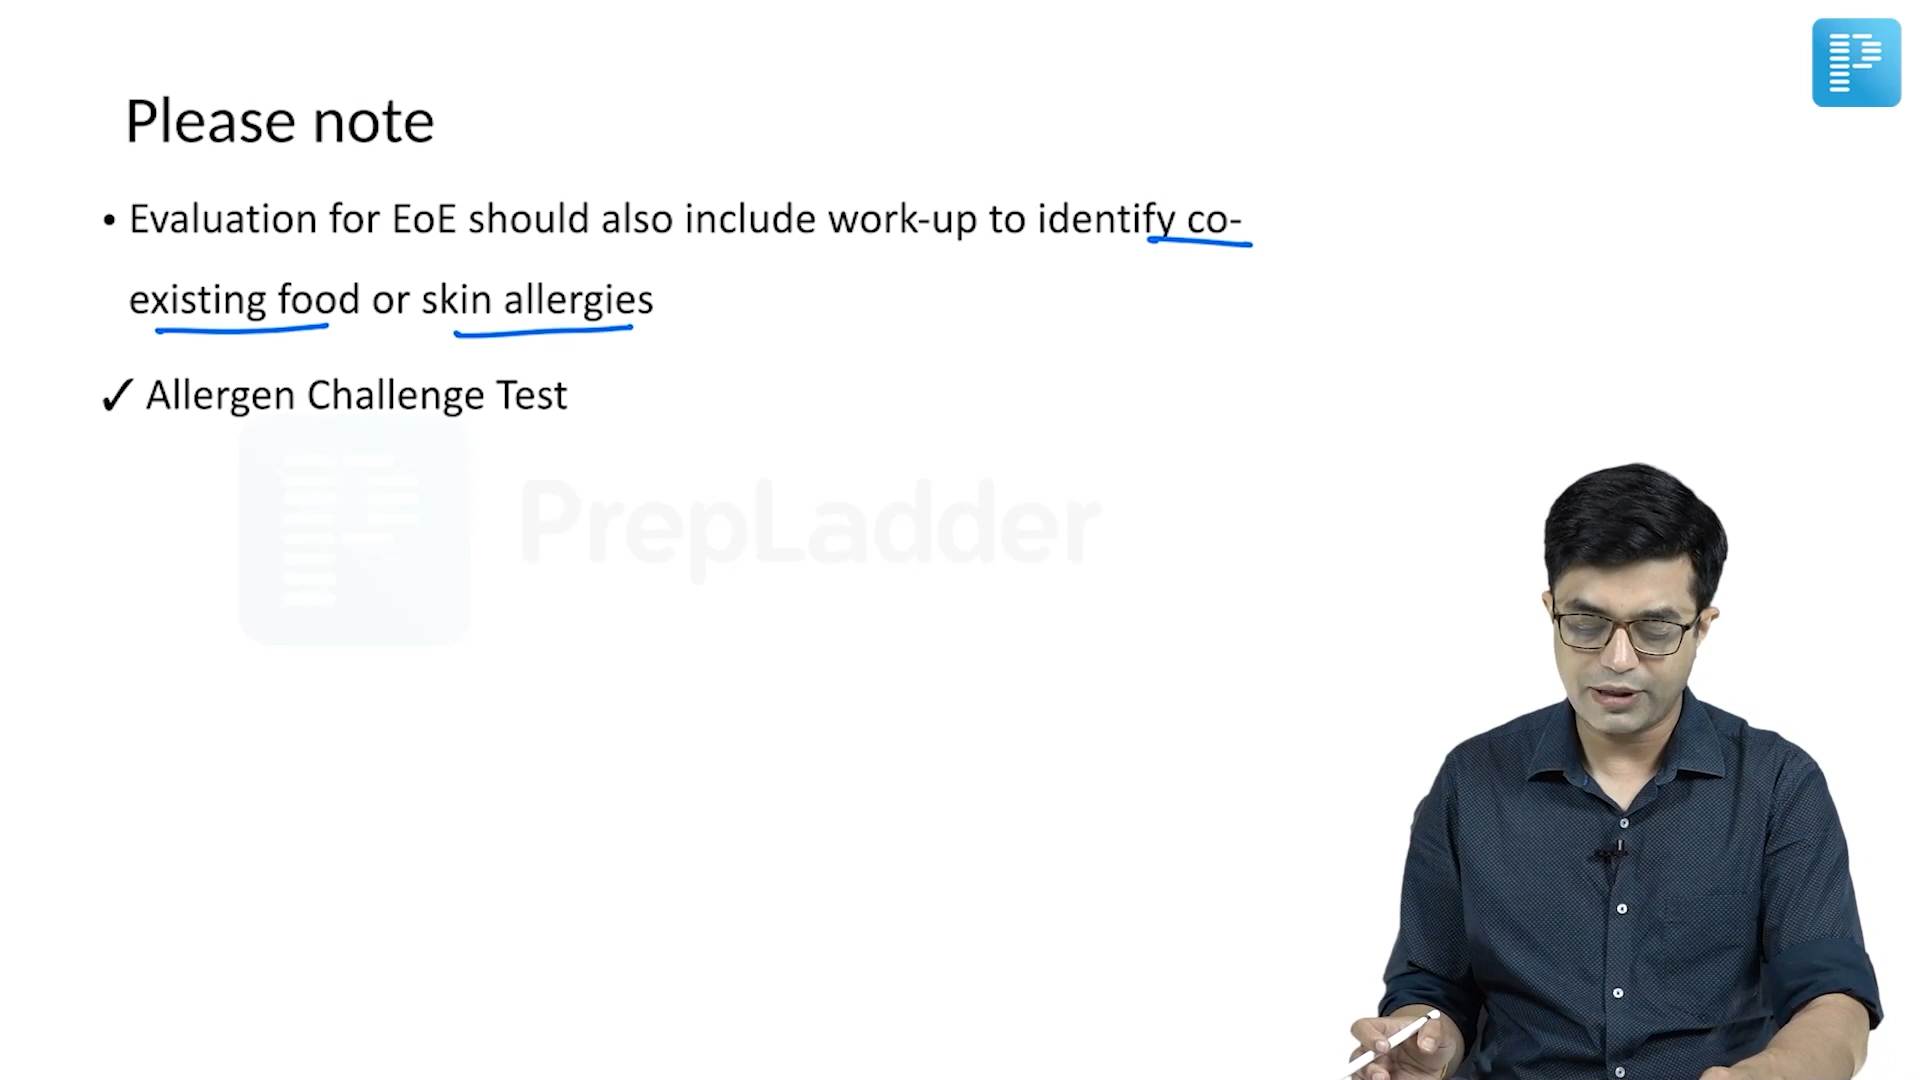 Please note
• Evaluation for EoE should also include work-up to identify co-
existing food or skin allergies
✓ Allergen Challenge Test
PrepLadder